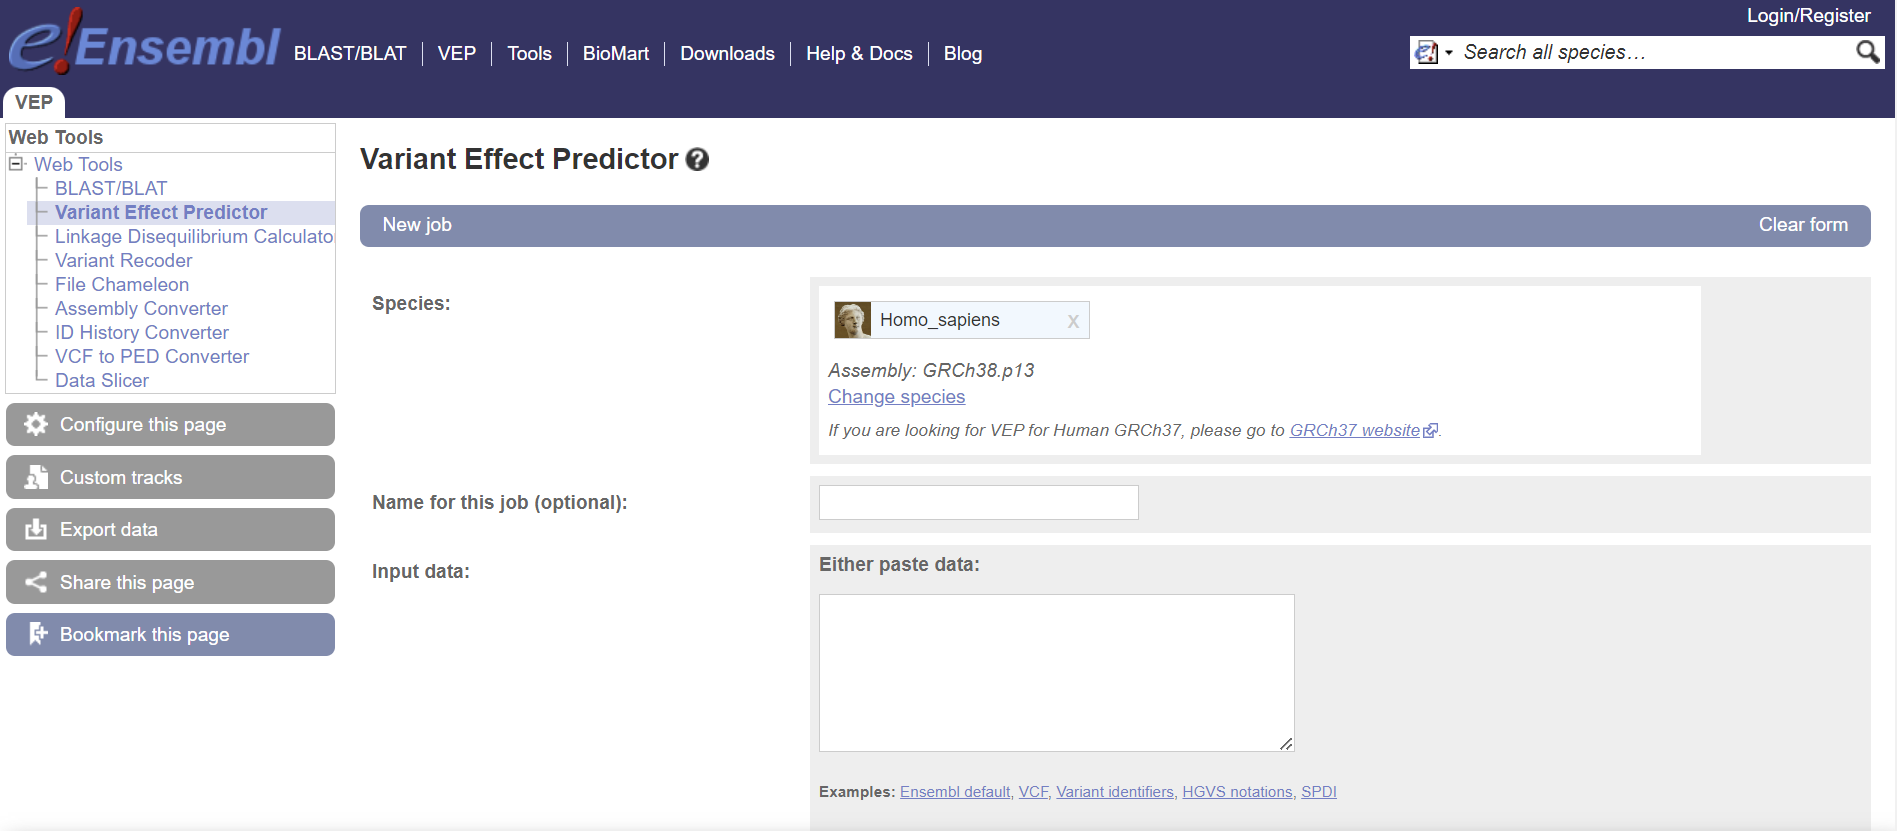 Login/Register
e!Ensembl BLAST/BLAT VEP Tools BioMart Downloads Help & Docs Blog
Search all species…
VEP
Web Tools
Web Tools
BLAST/BLAT
Variant Effect Predictor
Linkage Disequilibrium Calculato
Variant Recoder
File Chameleon
Assembly Converter
ID History Converter
VCF to PED Converter
Data Slicer
Configure this page
Custom tracks
Export data
Share this page
Bookmark this page
Variant Effect Predictor ?
New job Clear form
Species:
Homo_sapiens x
Assembly: GRCh38.p13
Change species
If you are looking for VEP for Human GRCh37, please go to GRCh37 website.
Name for this job (optional):
Input data:
Either paste data:
Examples: Ensembl default, VCF, Variant identifiers, HGVS notations, SPDI